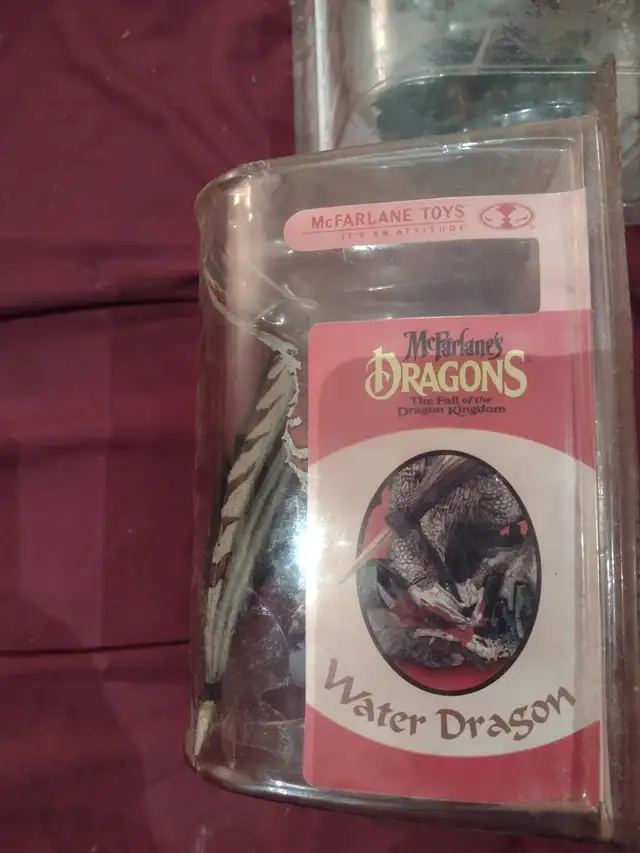 McFARLANE TOYS
IT'S AN ATTITUDE
McFarlane's
DRAGONS
The Fall of the
Dragon Kingdom
Water Dragon